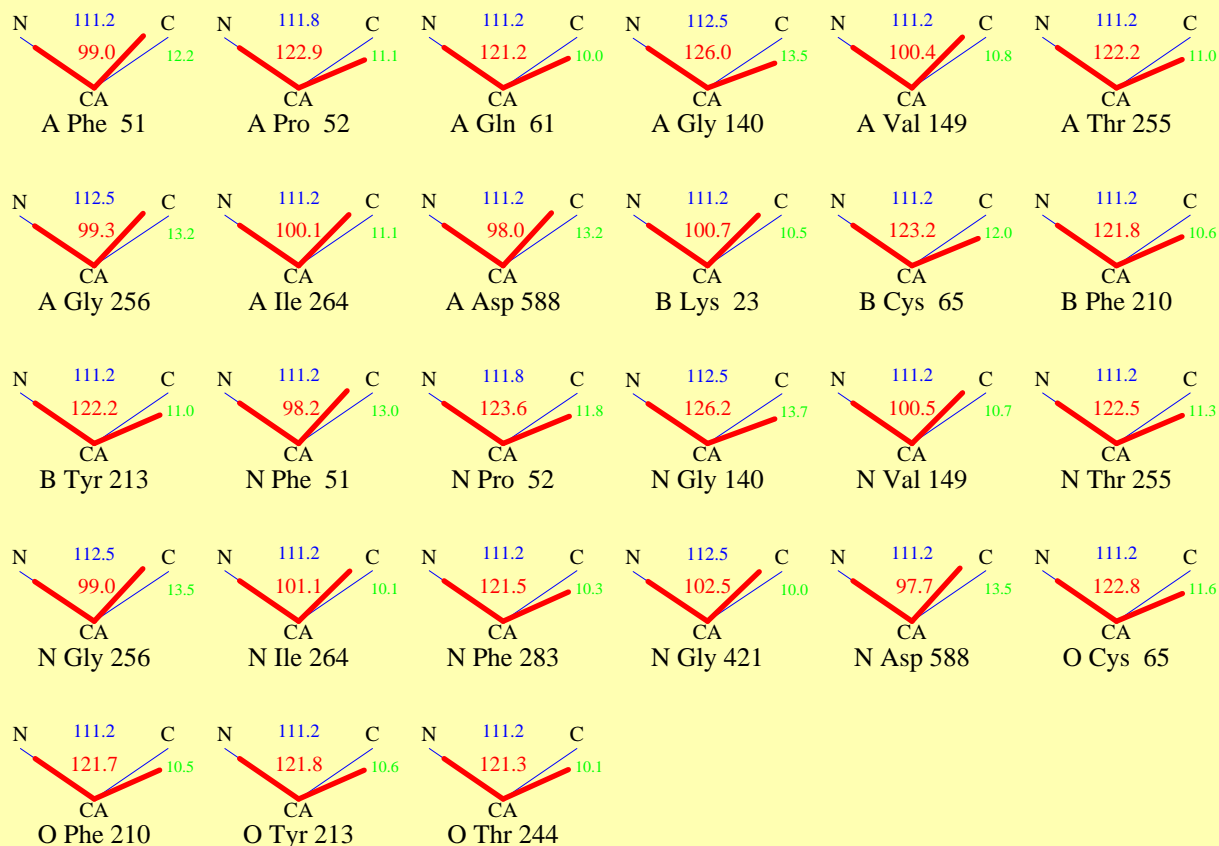 N 111.2 C N 111.8 C N 111.2 C N 112.5 C N 111.2 C N 111.2 C
99.0 12.2 122.9 11.1 121.2 10.0 126.0 13.5 100.4 10.8 122.2 11.0
CA CA CA CA CA CA
A Phe 51 A Pro 52 A Gln 61 A Gly 140 A Val 149 A Thr 255
N 112.5 C N 111.2 C N 111.2 C N 111.2 C N 111.2 C N 111.2 C
99.3 13.2 100.1 11.1 98.0 13.2 100.7 10.5 123.2 12.0 121.8 10.6
CA CA CA CA CA CA
A Gly 256 A Ile 264 A Asp 588 B Lys 23 B Cys 65 B Phe 210
N 111.2 C N 111.2 C N 111.8 C N 112.5 C N 111.2 C N 111.2 C
122.2 11.0 98.2 13.0 123.6 11.8 126.2 13.7 100.5 10.7 122.5 11.3
CA CA CA CA CA CA
B Tyr 213 N Phe 51 N Pro 52 N Gly 140 N Val 149 N Thr 255
N 112.5 C N 111.2 C N 111.2 C N 112.5 C N 111.2 C N 111.2 C
99.0 13.5 101.1 10.1 121.5 10.3 102.5 10.0 97.7 13.5 122.8 11.6
CA CA CA CA CA CA
N Gly 256 N Ile 264 N Phe 283 N Gly 421 N Asp 588 O Cys 65
N 111.2 C N 111.2 C N 111.2 C
121.7 10.5 121.8 10.6 121.3 10.1
CA CA CA
O Phe 210 O Tyr 213 O Thr 244